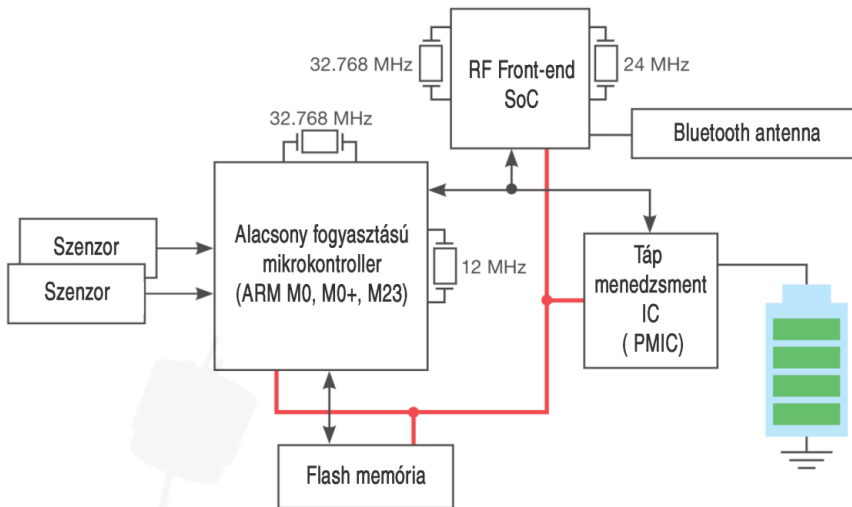 32.768 MHz
RF Front-end
SoC
24 MHz
Bluetooth antenna
32.768 MHz
Alacsony fogyasztású
mikrokontroller
(ARM M0, M0+, M23)
12 MHz
Szenzor
Szenzor
Táp
menedzsment
IC
( PMIC)
Flash memória